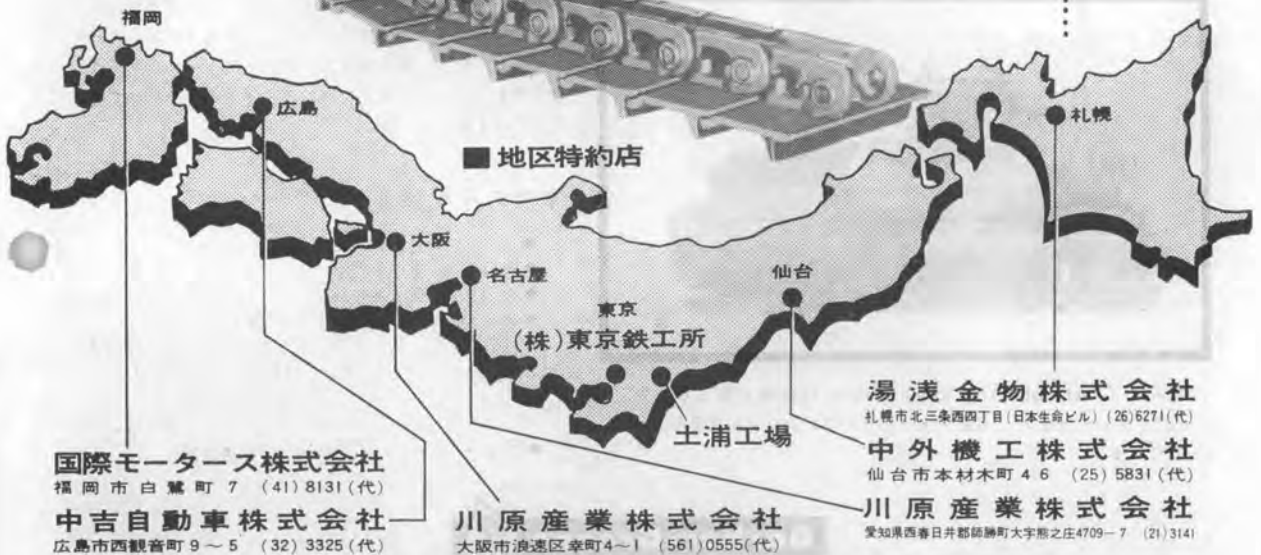 福岡
広島
■地区特約店
札幌
大阪
名古屋
仙台
東京
(株)東京鉄工所
土浦工場
国際モータース株式会社
福岡市白鷺町7 (41)8131(代)
中吉自動車株式会社
広島市西観音町9〜5 (32)3325(代)
川原産業株式会社
大阪市浪速区幸町4〜1 (561)0555(代)
湯浅金物株式会社
札幌市北三条西四丁目(日本生命ビル) (26)6271(代)
中外機工株式会社
仙台市本材木町46 (25)5831(代)
川原産業株式会社
愛知県西春日井郡師勝町大字熊之庄4709−7 (21)3141